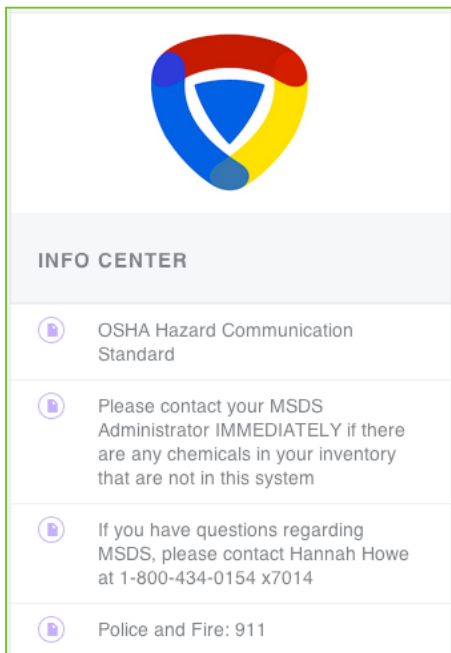 INFO CENTER
OSHA Hazard Communication
Standard
Please contact your MSDS
Administrator IMMEDIATELY if there
are any chemicals in your inventory
that are not in this system
If you have questions regarding
MSDS, please contact Hannah Howe
at 1-800-434-0154 x7014
Police and Fire: 911